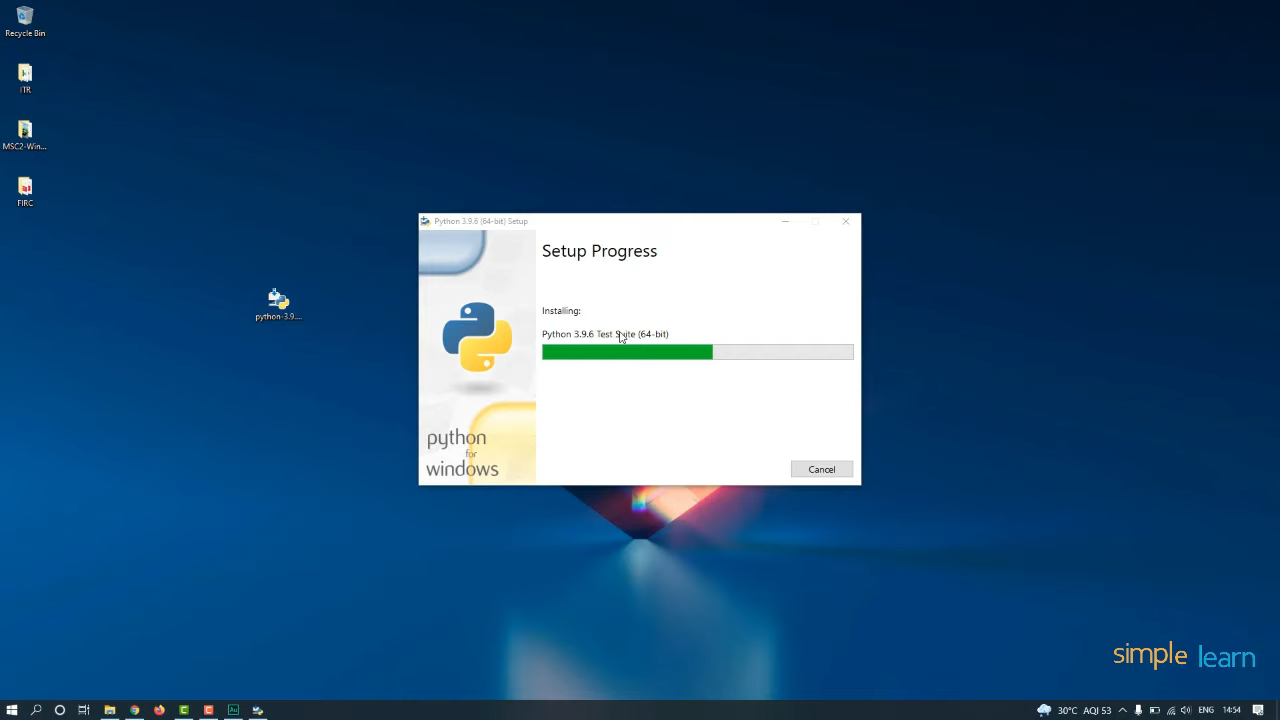 Recycle Bin
ITR
MSC2-Win...
FIRC
python-3.9....
Python 3.9.6 (64-bit) Setup
Setup Progress
Installing:
Python 3.9.6 Test Suite (64-bit)
python
for
windows
Cancel
simple learn
Au
30°C AQI 53
ENG
14:54